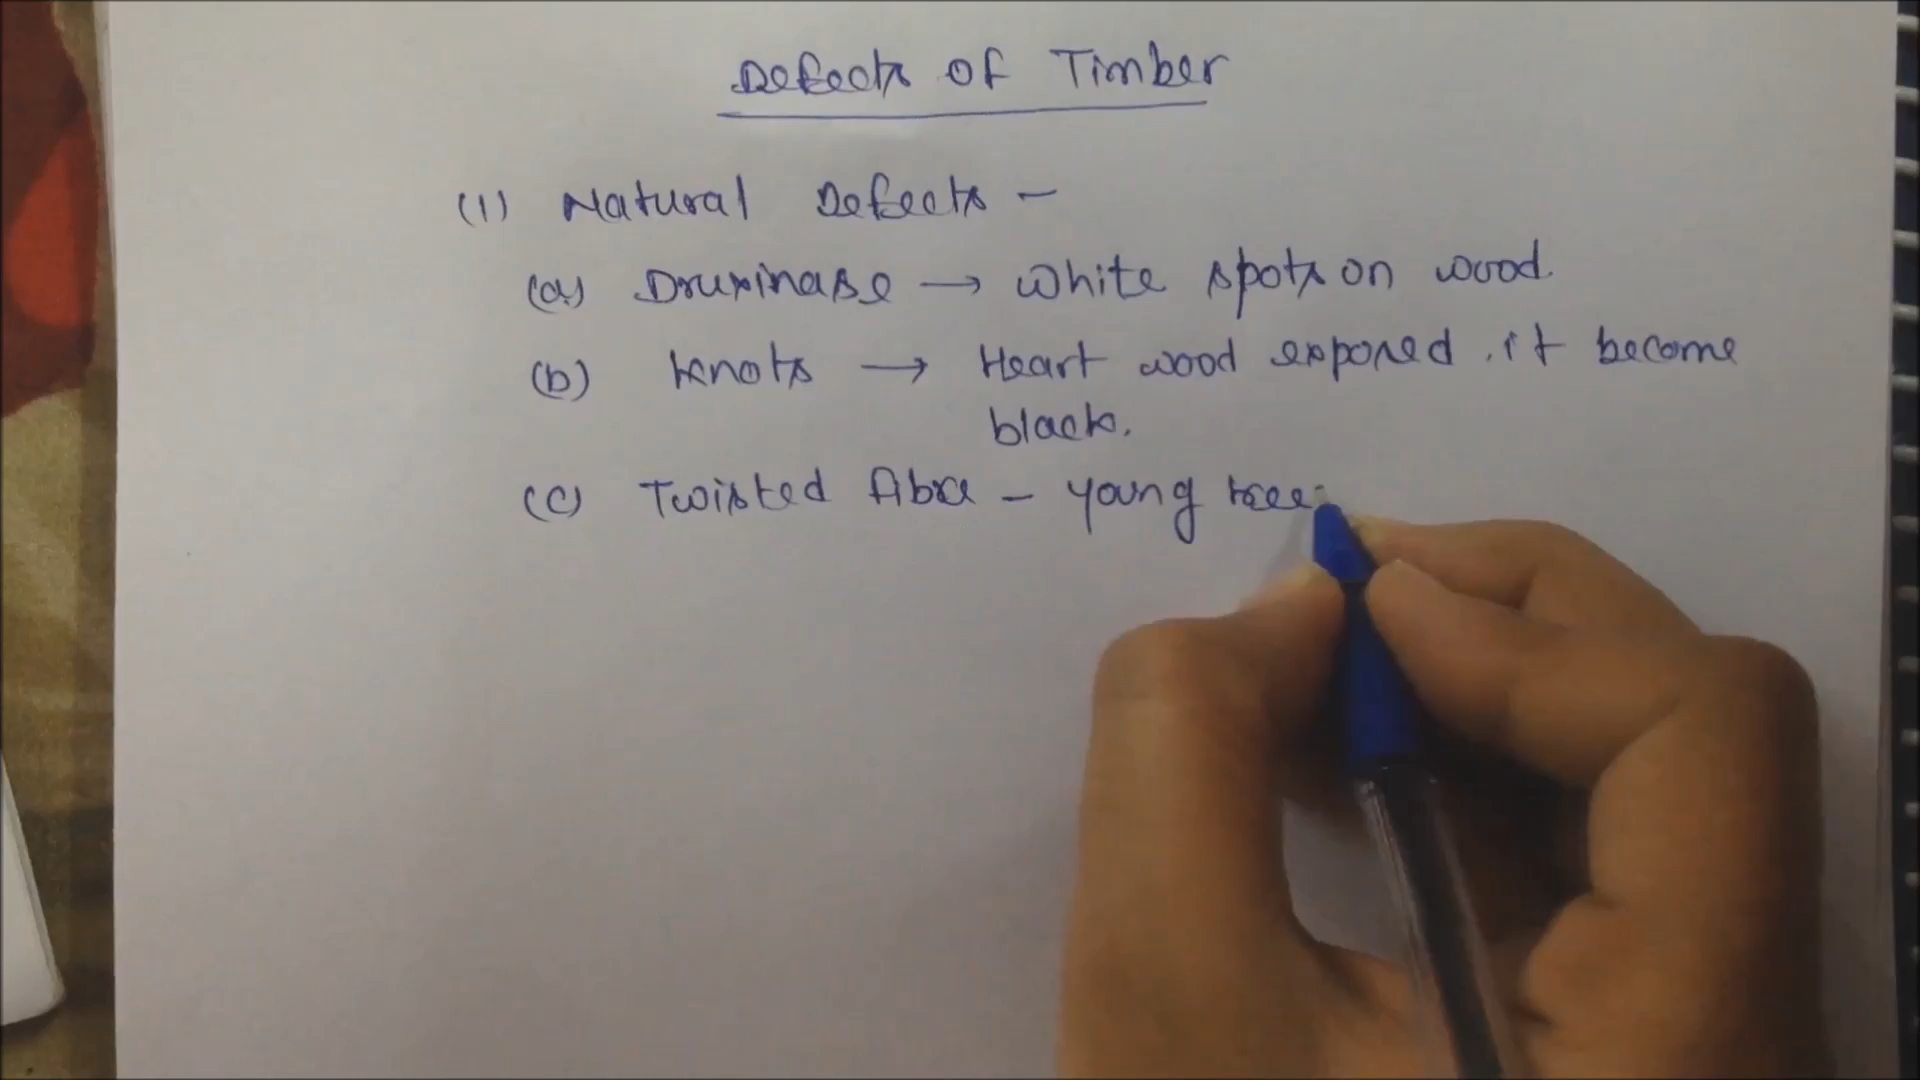 Defects of Timber
(1) Natural Defects -
(a) Druxinase → White spots on wood.
(b) Knots → Heart wood exposed . it become
black.
(c) Twisted fibre - young tree